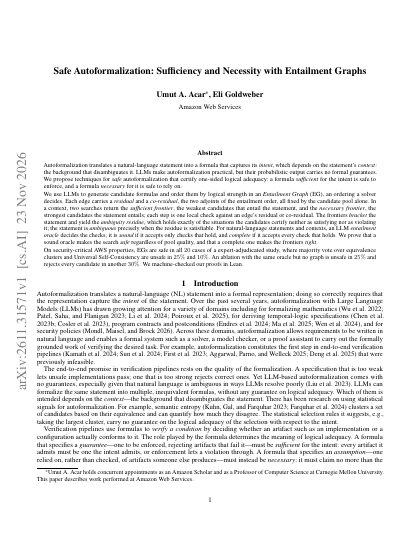 Safe Autoformalization: Sufficiency and Necessity with Entailment Graphs
Umut A. Acar*, Eli Goldweber
Amazon Web Services
Abstract
Autoformalization translates a natural-language statement into a formula that captures its intent, which depends on the statement's context:
the background that disambiguates it. LLMs make autoformalization practical, but their probabilistic output carries no formal guarantees.
We propose techniques for safe autoformalization that certify one-sided logical adequacy: a formula sufficient for the intent is safe to
enforce, and a formula necessary for it is safe to rely on.
We use LLMs to generate candidate formulas and order them by logical strength in an Entailment Graph (EG), an ordering a solver
decides. Each edge carries a residual and a co-residual, the two adjoints of the entailment order, all fixed by the candidate pool alone. In
a context, two searches return the sufficient frontier, the weakest candidates that entail the statement, and the necessary frontier, the
strongest candidates the statement entails; each step is one local check against an edge's residual or co-residual. The frontiers bracket the
statement and yield the ambiguity residue, which holds exactly of the situations the candidates certify neither as satisfying nor as violating
it; the statement is ambiguous precisely when the residue is satisfiable. For natural-language statements and contexts, an LLM entailment
oracle decides the checks; it is sound if it accepts only checks that hold, and complete if it accepts every check that holds. We prove that a
sound oracle makes the search safe regardless of pool quality, and that a complete one makes the frontiers tight.
On security-critical AWS properties, EGs are safe in all 20 cases of a expert-adjudicated study, where majority vote over equivalence
clusters and Universal Self-Consistency are unsafe in 25% and 10%. An ablation with the same oracle but no graph is unsafe in 25% and
rejects every candidate in another 30%. We machine-checked our proofs in Lean.
1 Introduction
Autoformalization translates a natural-language (NL) statement into a formal representation; doing so correctly requires that
the representation capture the intent of the statement. Over the past several years, autoformalization with Large Language
Models (LLMs) has drawn attention for a variety of domains including for formalizing mathematics (Wu et al. 2022;
Patel, Saha, and Flanigan 2023; Li et al. 2024; Poiroux et al. 2025), for deriving temporal-logic specifications (Chen et al.
2023b; Cosler et al. 2023), program contracts and postconditions (Endres et al. 2024; Ma et al. 2025; Wen et al. 2024), and for
security policies (Mondl, Maisel, and Brock 2026). Across these domains, autoformalization allows requirements to be written in
natural language and enables a formal system such as a solver, a model checker, or a proof assistant to carry out the formally
grounded work of verifying the desired task. For example, autoformalization constitutes the first step in end-to-end verification
pipelines (Kamath et al. 2024; Sun et al. 2024; First et al. 2023; Aggarwal, Parno, and Welleck 2025; Deng et al. 2025) that were
previously infeasible.
The end-to-end promise in verification pipelines rests on the quality of the formalization. A specification that is too weak
lets unsafe implementations pass; one that is too strong rejects correct ones. Yet LLM-based autoformalization comes with
no guarantees, especially given that natural language is ambiguous in ways LLMs resolve poorly (Liu et al. 2023). LLMs can
formalize the same statement into multiple, inequivalent formulas, without any guarantee on logical adequacy. Which of them is
intended depends on the context—the background that disambiguates the statement. There has been research on using statistical
signals for autoformalization. For example, semantic entropy (Kuhn, Gal, and Farquhar 2023; Farquhar et al. 2024) clusters a set
of candidates based on their equivalence and can quantify how much they disagree. The statistical selection rules it suggests, e.g.,
taking the largest cluster, carry no guarantee on the logical adequacy of the selection with respect to the intent.
Verification pipelines use formulas to verify a condition by deciding whether an artifact such as an implementation or a
configuration actually conforms to it. The role played by the formula determines the meaning of logical adequacy. A formula
that specifies a guarantee—one to be enforced, rejecting artifacts that fail it—must be sufficient for the intent: every artifact it
admits must be one the intent admits, or enforcement lets a violation through. A formula that specifies an assumption—one
relied on, rather than checked, of artifacts someone else produces—must instead be necessary: it must claim no more than the
*Umut A. Acar holds concurrent appointments as an Amazon Scholar and as a Professor of Computer Science at Carnegie Mellon University.
This paper describes work performed at Amazon Web Services.
1
arXiv:2611.31571v1 [cs.AI] 23 Nov 2026